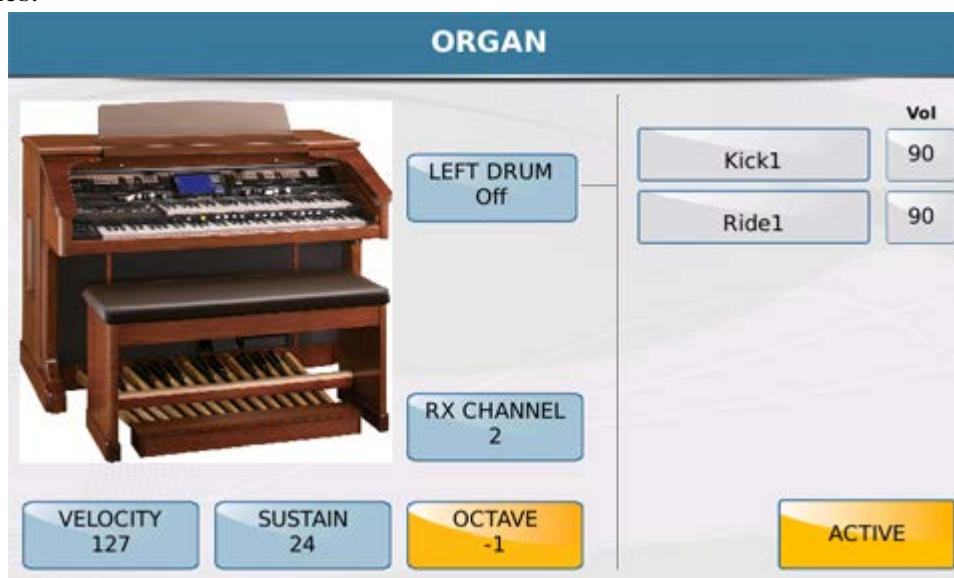 ORGAN
Vol
LEFT DRUM
Off
Kick1
90
Ride1
90
RX CHANNEL
2
VELOCITY
127
SUSTAIN
24
OCTAVE
-1
ACTIVE